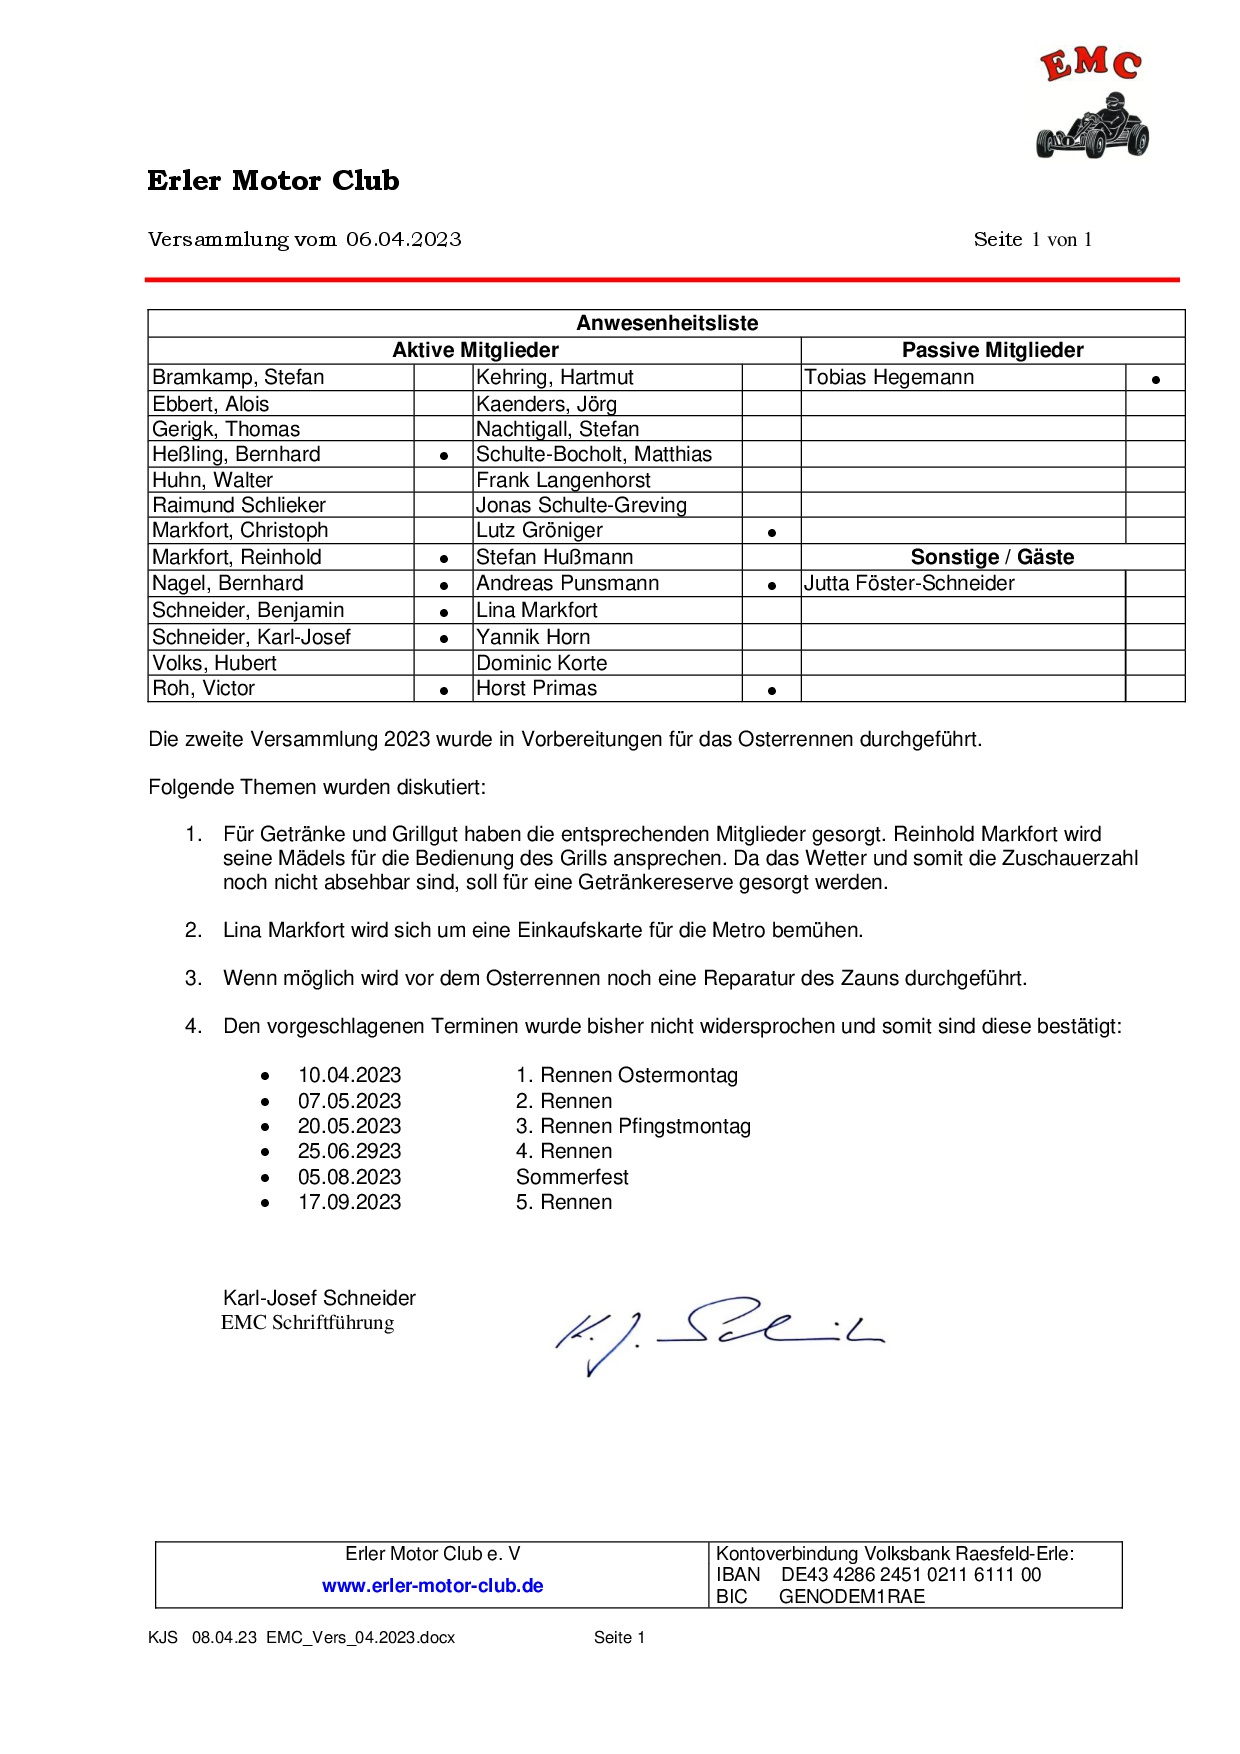 EMC
Erler Motor Club
Versammlung vom 06.04.2023 Seite 1 von 1
Anwesenheitsliste
Aktive Mitglieder Passive Mitglieder
Bramkamp, Stefan Kehring, Hartmut Tobias Hegemann •
Ebbert, Alois Kaenders, Jörg
Gerigk, Thomas Nachtigall, Stefan
Heßling, Bernhard • Schulte-Bocholt, Matthias
Huhn, Walter Frank Langenhorst
Raimund Schlieker Jonas Schulte-Greving
Markfort, Christoph Lutz Gröniger •
Markfort, Reinhold • Stefan Hußmann Sonstige / Gäste
Nagel, Bernhard • Andreas Punsmann • Jutta Föster-Schneider
Schneider, Benjamin • Lina Markfort
Schneider, Karl-Josef • Yannik Horn
Volks, Hubert Dominic Korte
Roh, Victor • Horst Primas •
Die zweite Versammlung 2023 wurde in Vorbereitungen für das Osterrennen durchgeführt.
Folgende Themen wurden diskutiert:
1. Für Getränke und Grillgut haben die entsprechenden Mitglieder gesorgt. Reinhold Markfort wird
seine Mädels für die Bedienung des Grills ansprechen. Da das Wetter und somit die Zuschauerzahl
noch nicht absehbar sind, soll für eine Getränkereserve gesorgt werden.
2. Lina Markfort wird sich um eine Einkaufskarte für die Metro bemühen.
3. Wenn möglich wird vor dem Osterrennen noch eine Reparatur des Zauns durchgeführt.
4. Den vorgeschlagenen Terminen wurde bisher nicht widersprochen und somit sind diese bestätigt:
• 10.04.2023 1. Rennen Ostermontag
• 07.05.2023 2. Rennen
• 20.05.2023 3. Rennen Pfingstmontag
• 25.06.2923 4. Rennen
• 05.08.2023 Sommerfest
• 17.09.2023 5. Rennen
Karl-Josef Schneider
EMC Schriftführung
K. J. Schneider
Erler Motor Club e. V
www.erler-motor-club.de
Kontoverbindung Volksbank Raesfeld-Erle:
IBAN DE43 4286 2451 0211 6111 00
BIC GENODEM1RAE
KJS 08.04.23 EMC_Vers_04.2023.docx Seite 1